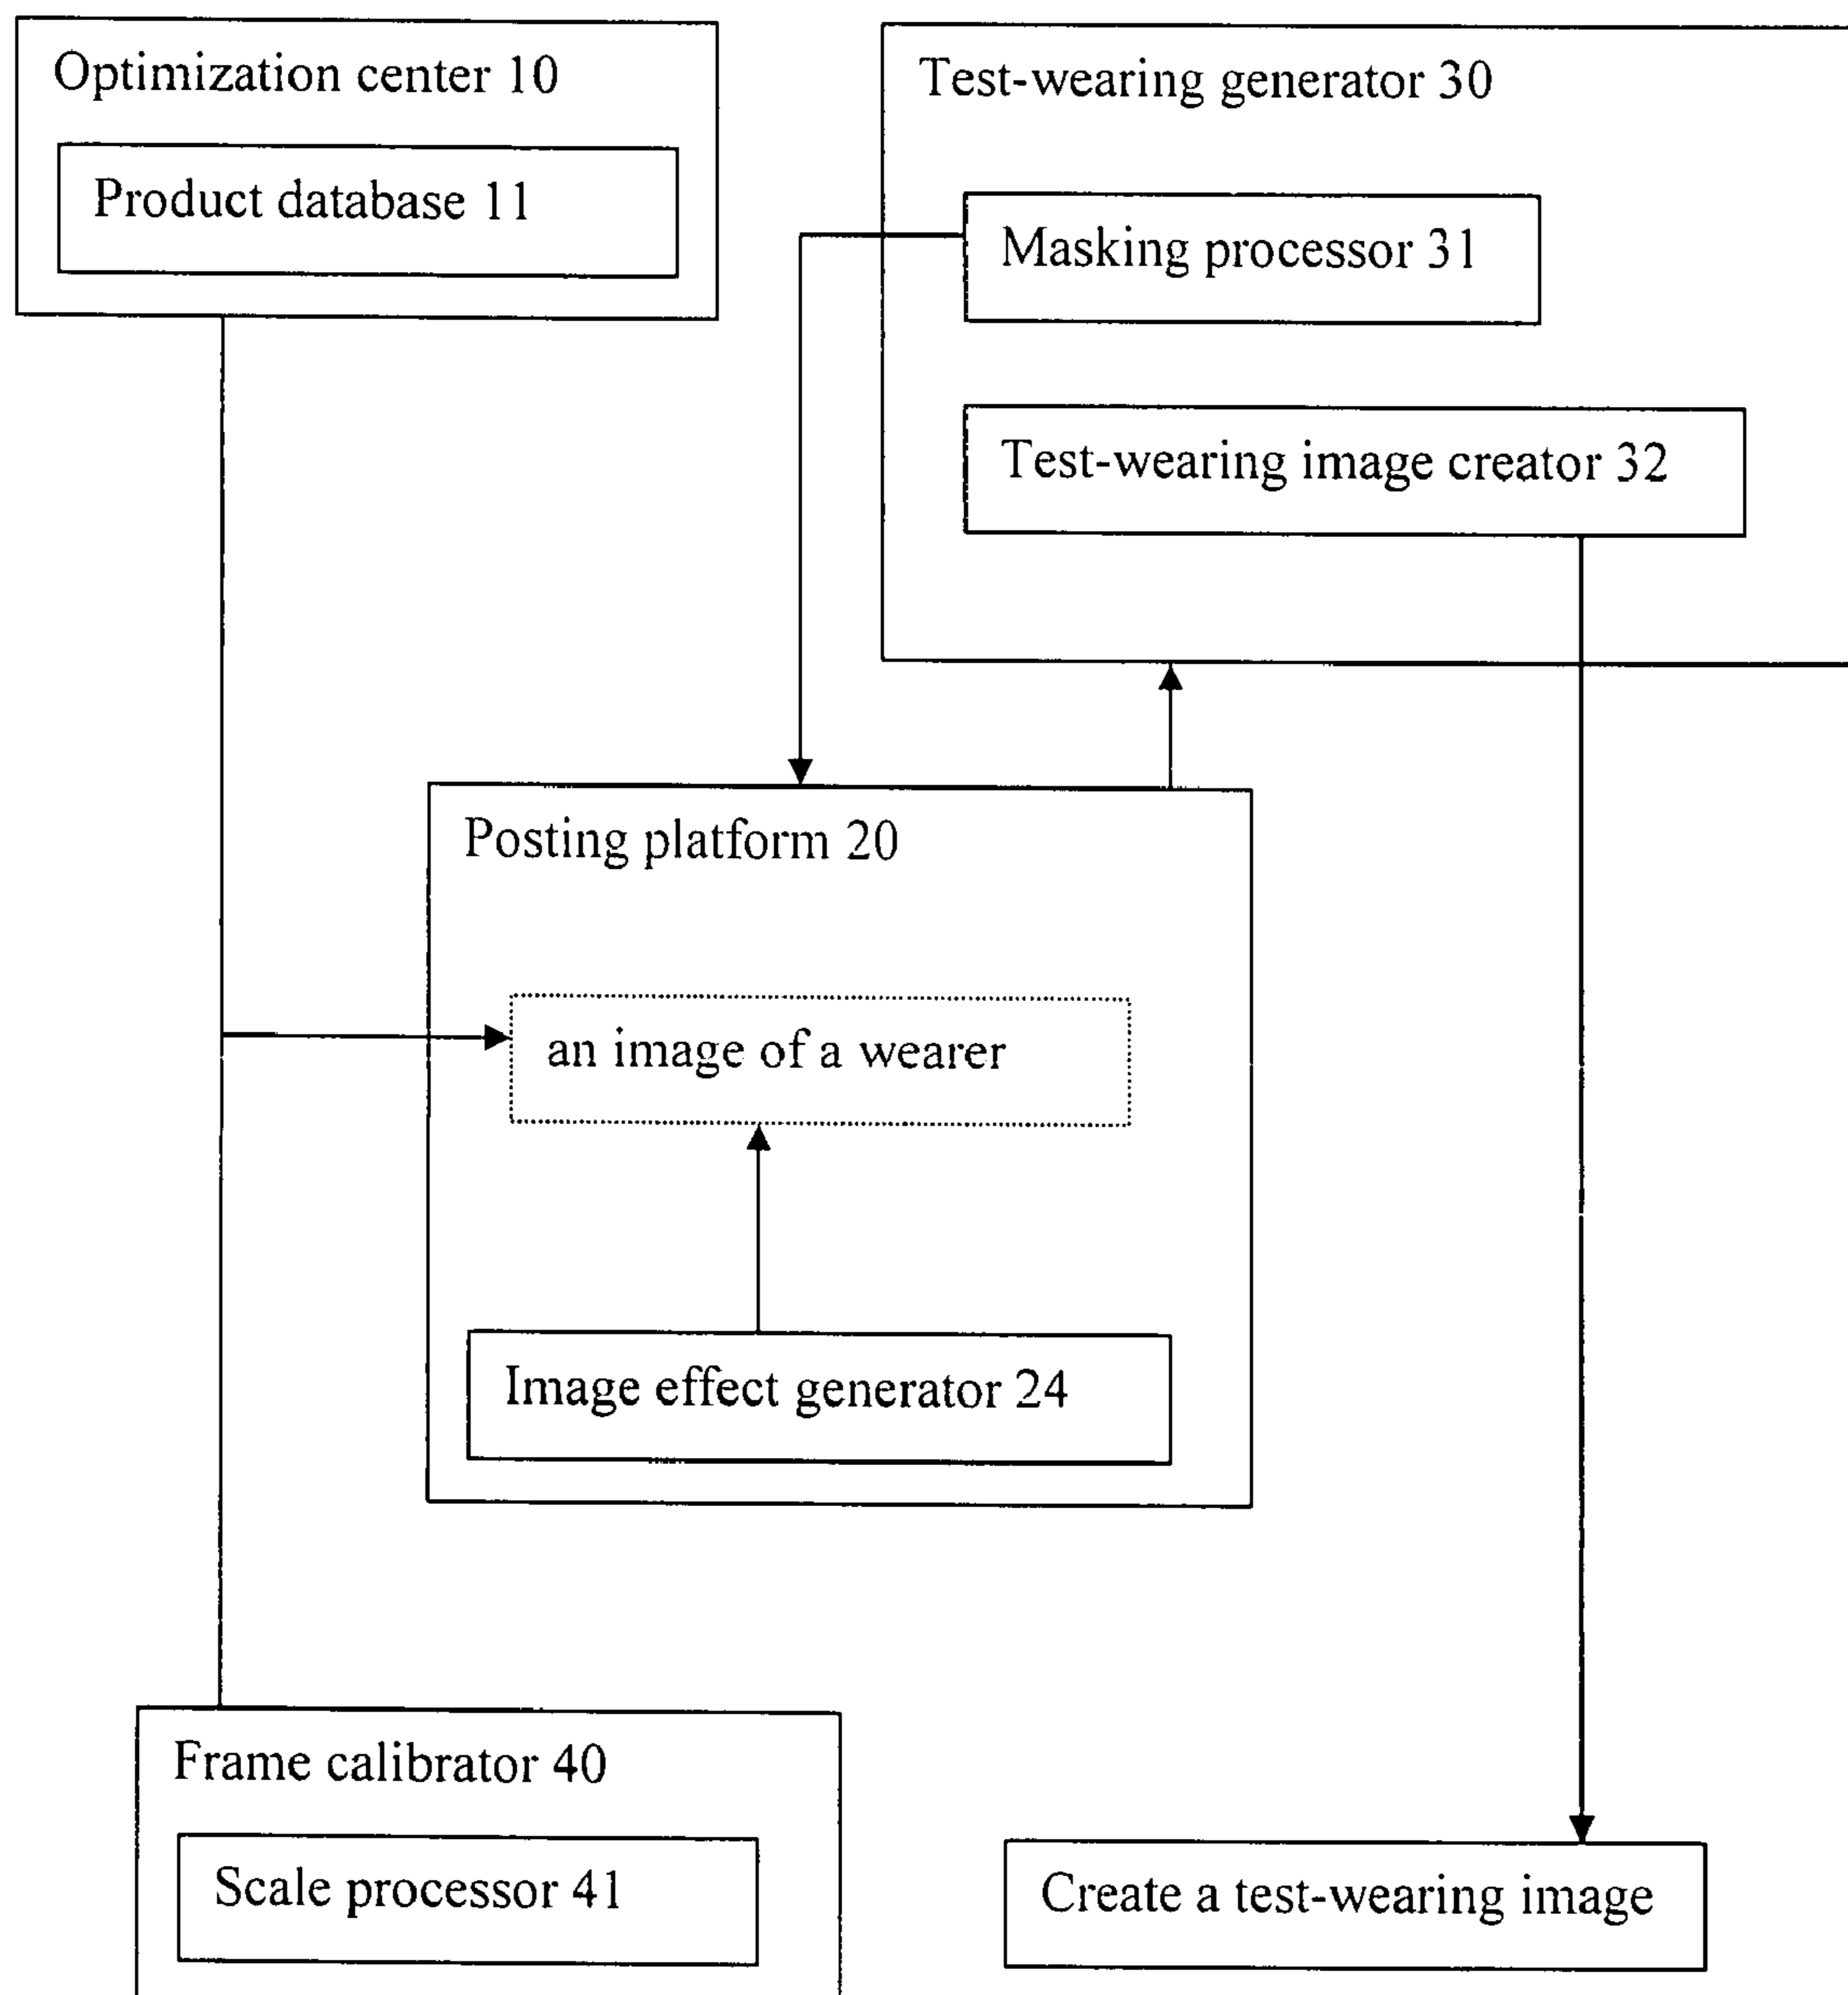 Optimization center 10
Product database 11
Test-wearing generator 30
Masking processor 31
Test-wearing image creator 32
Posting platform 20
an image of a wearer
Image effect generator 24
Frame calibrator 40
Scale processor 41
Create a test-wearing image